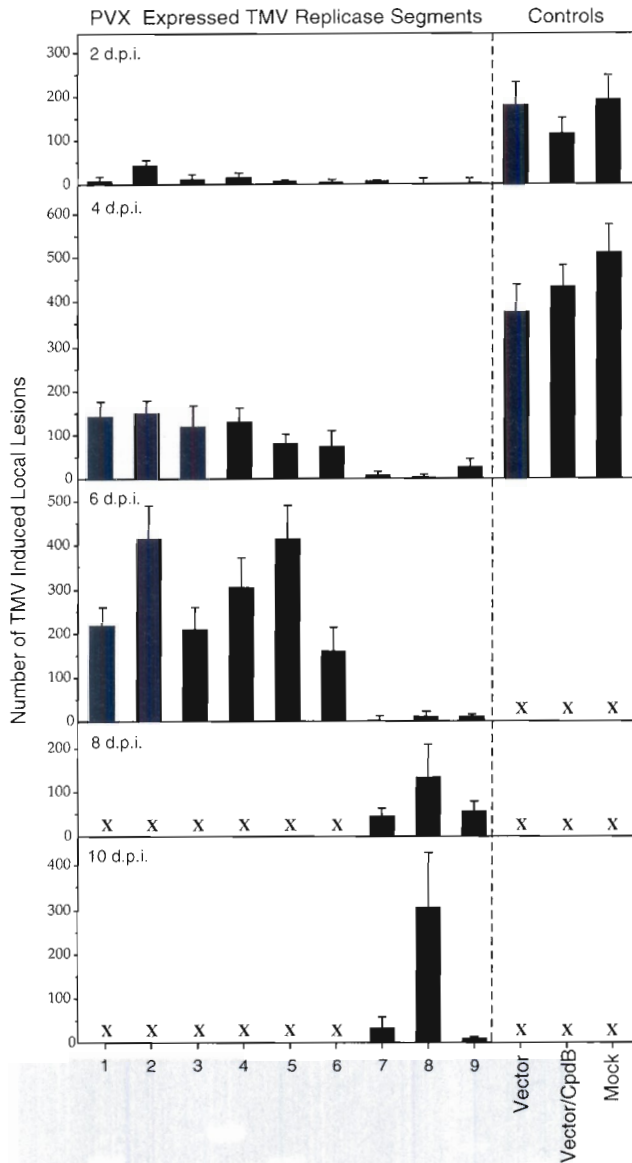 PVX Expressed TMV Replicase Segments
Controls
Number of TMV Induced Local Lesions
2 d.p.i.
300
200
100
0
4 d.p.i.
600
500
400
300
200
100
0
6 d.p.i.
500
400
300
200
100
0
X X X
8 d.p.i.
200
100
0
X X X X X X X X X
10 d.p.i.
400
300
200
100
0
X X X X X X X X X
1 2 3 4 5 6 7 8 9 Vector Vector/CpdB Mock